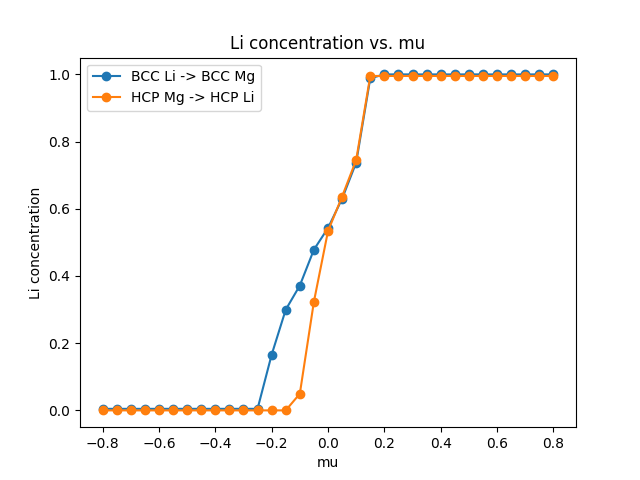 Li concentration vs. mu
BCC Li -> BCC Mg
HCP Mg -> HCP Li
Li concentration
1.0
0.8
0.6
0.4
0.2
0.0
−0.8 −0.6 −0.4 −0.2 0.0 0.2 0.4 0.6 0.8
mu